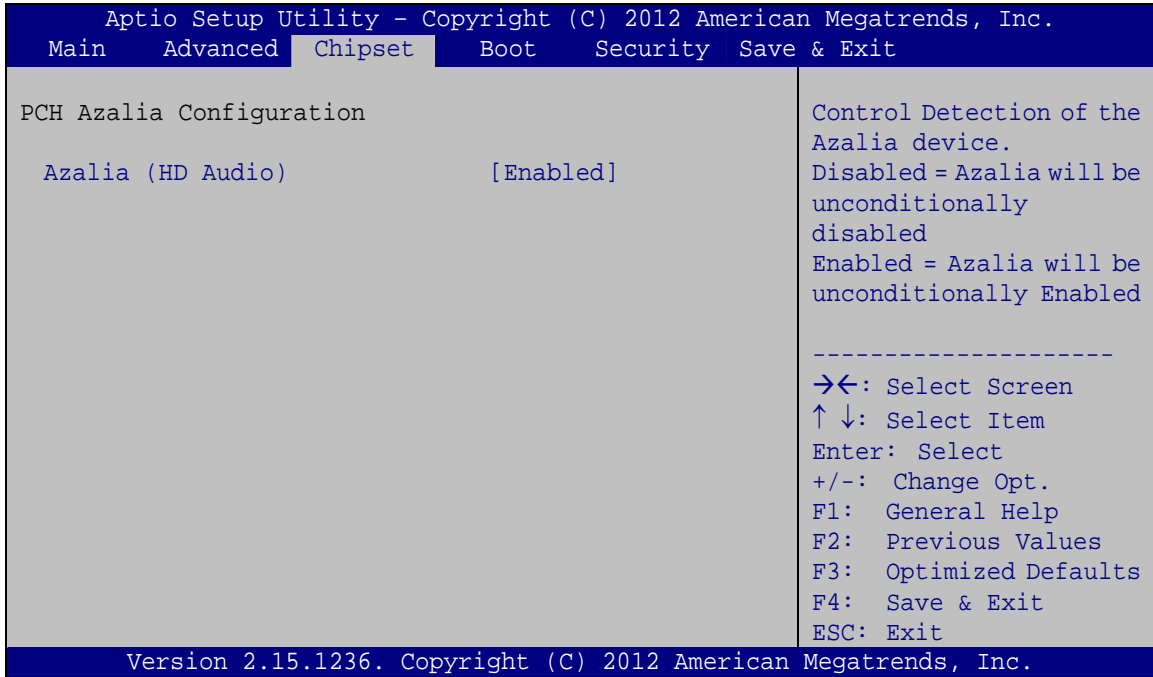 Aptio Setup Utility – Copyright (C) 2012 American Megatrends, Inc.
Main Advanced Chipset Boot Security Save & Exit
PCH Azalia Configuration
Azalia (HD Audio) [Enabled]
Control Detection of the
Azalia device.
Disabled = Azalia will be
unconditionally
disabled
Enabled = Azalia will be
unconditionally Enabled
---------------------
→←: Select Screen
↑ ↓: Select Item
Enter: Select
+/-: Change Opt.
F1: General Help
F2: Previous Values
F3: Optimized Defaults
F4: Save & Exit
ESC: Exit
Version 2.15.1236. Copyright (C) 2012 American Megatrends, Inc.